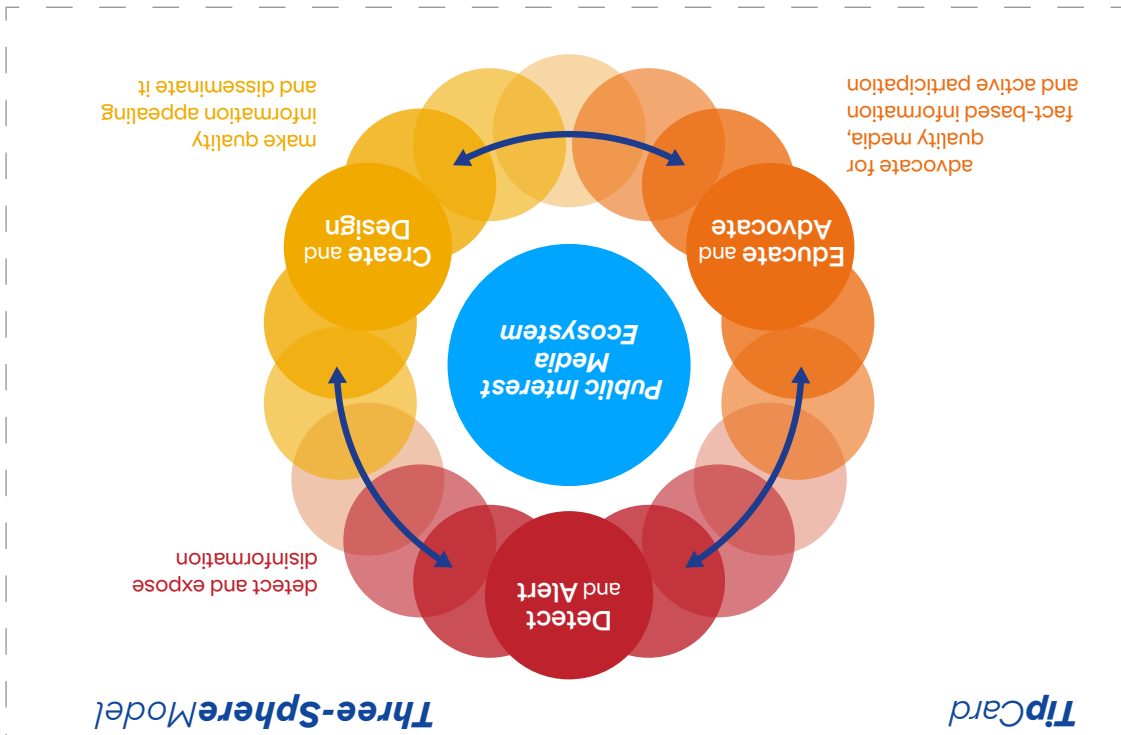 TipCard
Three-SphereModel
Detect
and Alert
detect and expose
disinformation
Public Interest
Media
Ecosystem
Educate and
Advocate
Create and
Design
advocate for
quality media,
fact-based information
and active participation
make quality
information appealing
and disseminate it